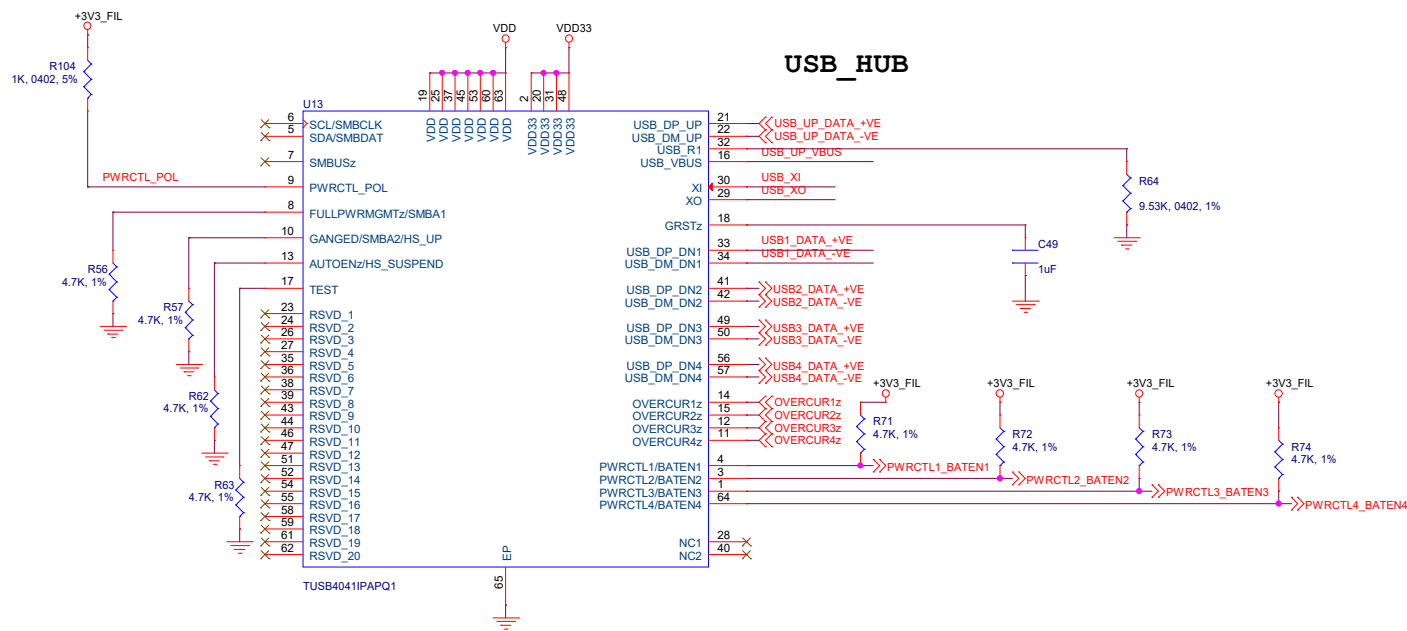 +3V3_FIL
R104
1K, 0402, 5%
VDD
VDD33
USB_HUB
U13
19
25
37
45
53
60
63
2
20
31
48
VDD
VDD
VDD
VDD
VDD
VDD
VDD
VDD33
VDD33
VDD33
VDD33
6
SCL/SMBCLK
5
SDA/SMBDAT
7
SMBUSz
PWRCTL_POL
9
PWRCTL_POL
8
FULLPWRMGMTz/SMBA1
10
GANGED/SMBA2/HS_UP
13
AUTOENz/HS_SUSPEND
17
TEST
R56
4.7K, 1%
R57
4.7K, 1%
R62
4.7K, 1%
R63
4.7K, 1%
23
RSVD_1
24
RSVD_2
26
RSVD_3
27
RSVD_4
35
RSVD_5
36
RSVD_6
38
RSVD_7
39
RSVD_8
43
RSVD_9
44
RSVD_10
46
RSVD_11
47
RSVD_12
51
RSVD_13
52
RSVD_14
54
RSVD_15
55
RSVD_16
58
RSVD_17
59
RSVD_18
61
RSVD_19
62
RSVD_20
USB_DP_UP
21
USB_UP_DATA_+VE
USB_DM_UP
22
USB_UP_DATA_-VE
USB_R1
32
USB_VBUS
16
USB_UP_VBUS
XI
30
USB_XI
XO
29
USB_XO
GRSTz
18
R64
9.53K, 0402, 1%
C49
1uF
USB_DP_DN1
33
USB1_DATA_+VE
USB_DM_DN1
34
USB1_DATA_-VE
USB_DP_DN2
41
USB2_DATA_+VE
USB_DM_DN2
42
USB2_DATA_-VE
USB_DP_DN3
49
USB3_DATA_+VE
USB_DM_DN3
50
USB3_DATA_-VE
USB_DP_DN4
56
USB4_DATA_+VE
USB_DM_DN4
57
USB4_DATA_-VE
OVERCUR1z
14
OVERCUR1z
OVERCUR2z
15
OVERCUR2z
OVERCUR3z
12
OVERCUR3z
OVERCUR4z
11
OVERCUR4z
+3V3_FIL
+3V3_FIL
+3V3_FIL
+3V3_FIL
R71
4.7K, 1%
R72
4.7K, 1%
R73
4.7K, 1%
R74
4.7K, 1%
PWRCTL1/BATEN1
4
PWRCTL1_BATEN1
PWRCTL2/BATEN2
3
PWRCTL2_BATEN2
PWRCTL3/BATEN3
1
PWRCTL3_BATEN3
PWRCTL4/BATEN4
64
PWRCTL4_BATEN4
NC1
28
NC2
40
EP
65
TUSB4041IPAPQ1